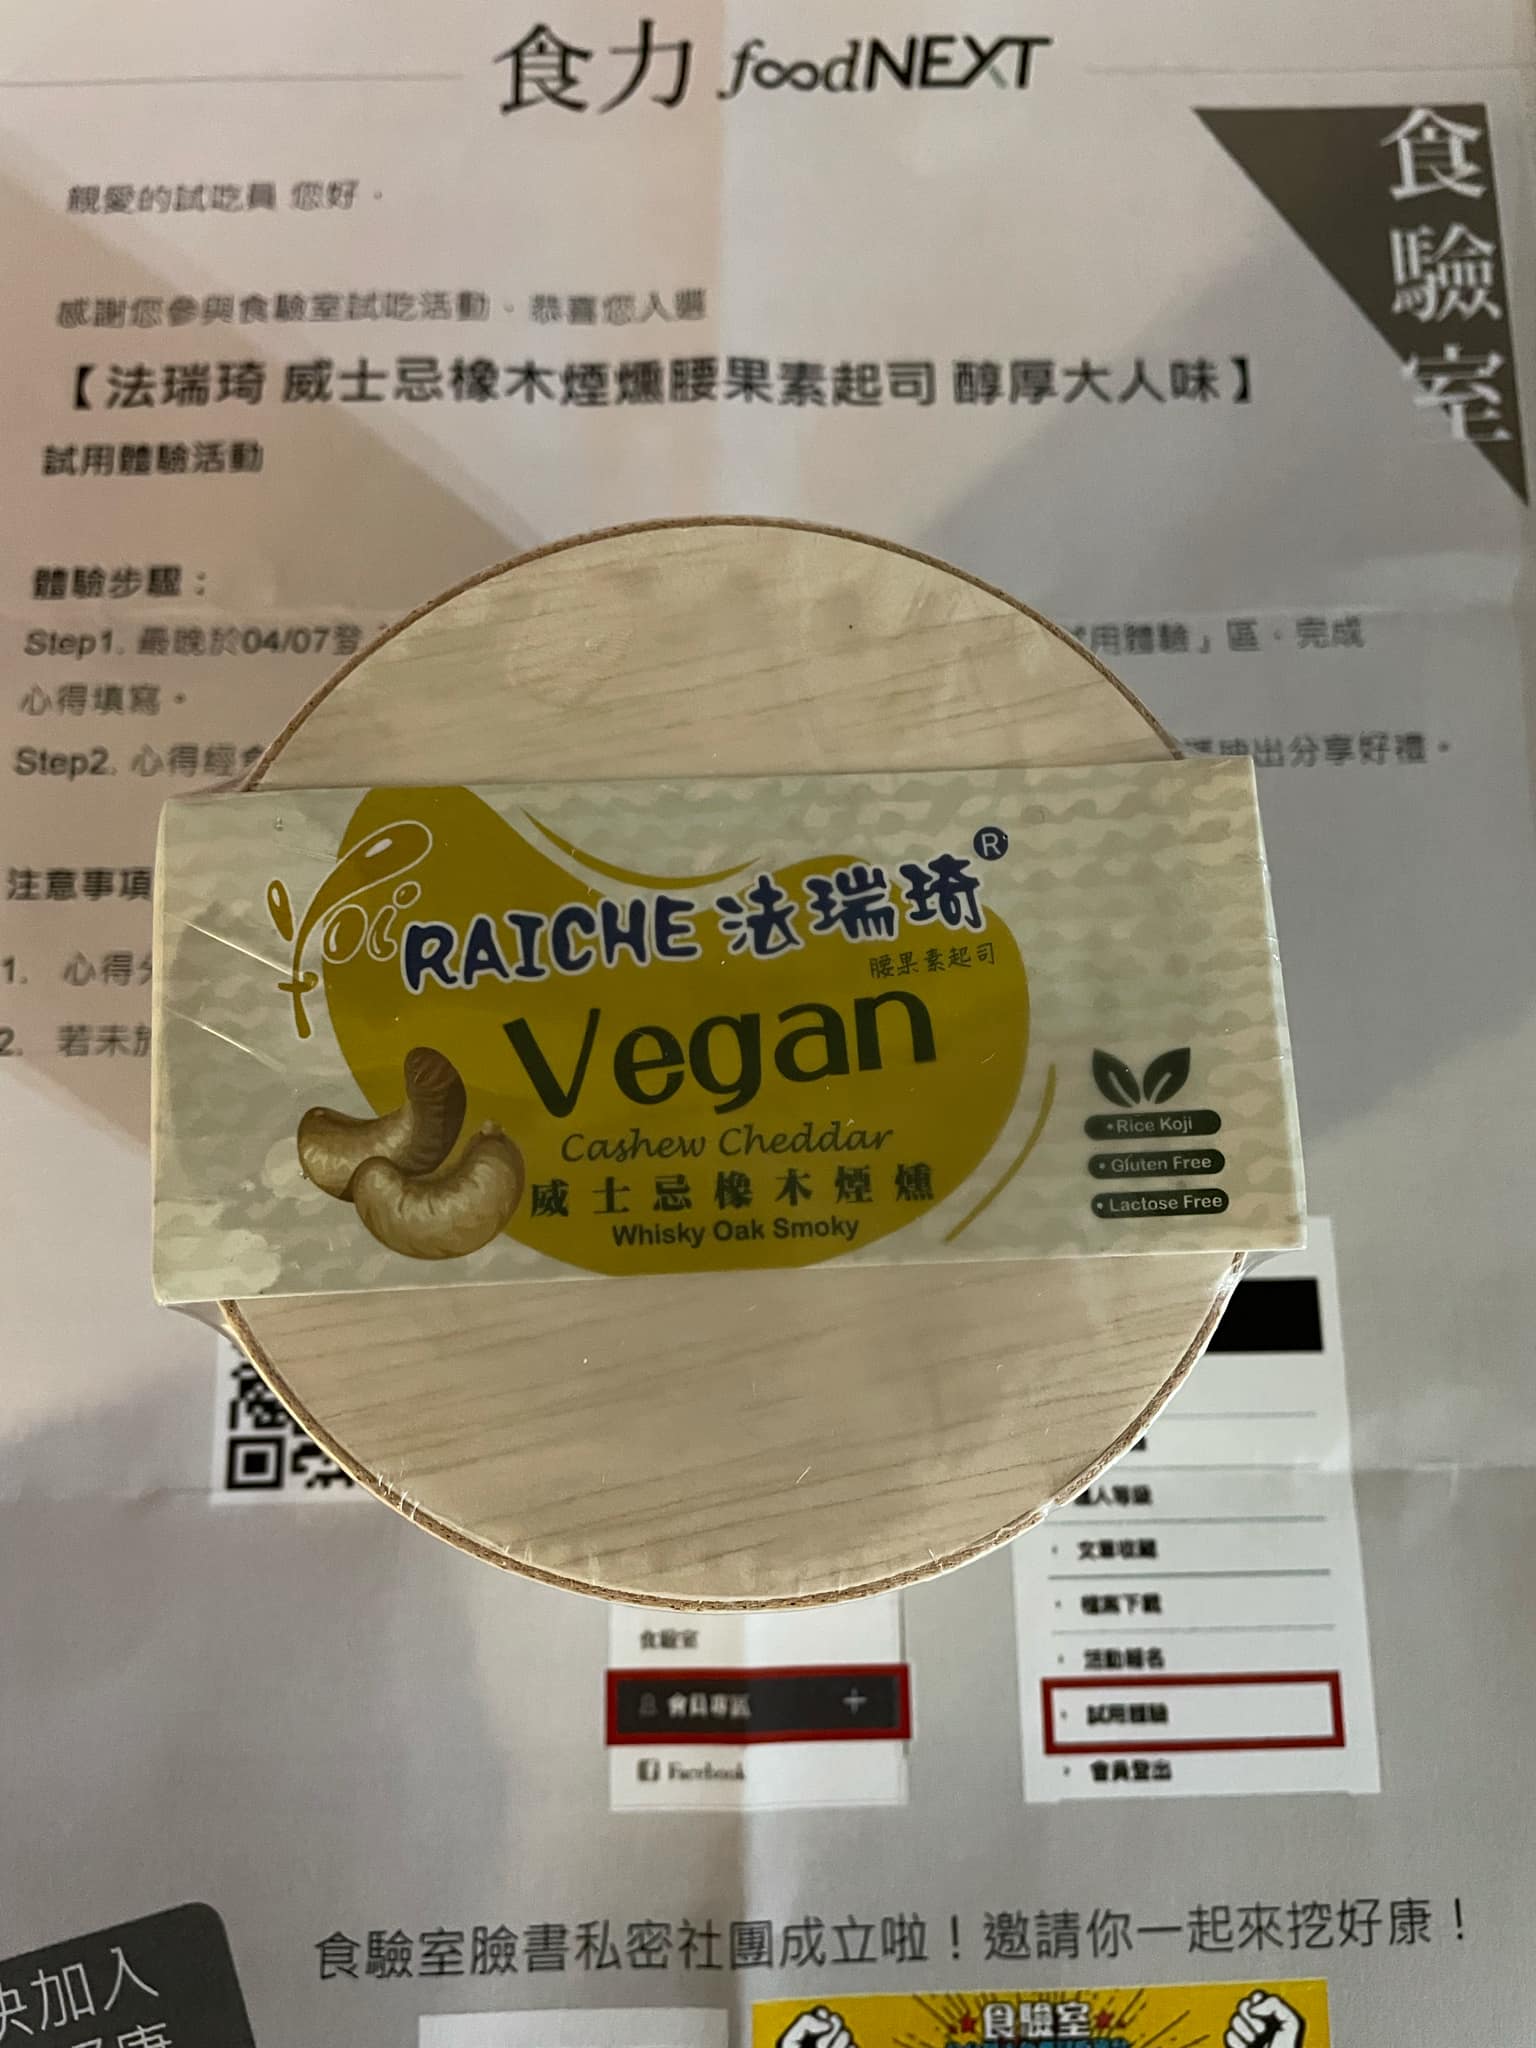 食力 foodNEXT
食驗室
親愛的試吃員 您好，
感謝您參與食驗室試吃活動，恭喜您入選
【法瑞琦 威士忌橡木煙燻腰果素起司 醇厚大人味】
試用體驗活動
體驗步驟：
Step1. 最晚於04/07登
用體驗」區，完成
心得填寫。
Step2. 心得經食
抽出分享好禮。
注意事項
1. 心得分
2. 若未於
Koji
RAICHE 法瑞琦®
腰果素起司
Vegan
Cashew Cheddar
威士忌橡木煙燻
Whisky Oak Smoky
• Rice Koji
• Gluten Free
• Lactose Free
人等級
文章收藏
檔案下載
活動報名
試用體驗
會員登出
食驗室
會員專區 +
Facebook
食驗室臉書私密社團成立啦！邀請你一起來挖好康！
快加入
食驗室